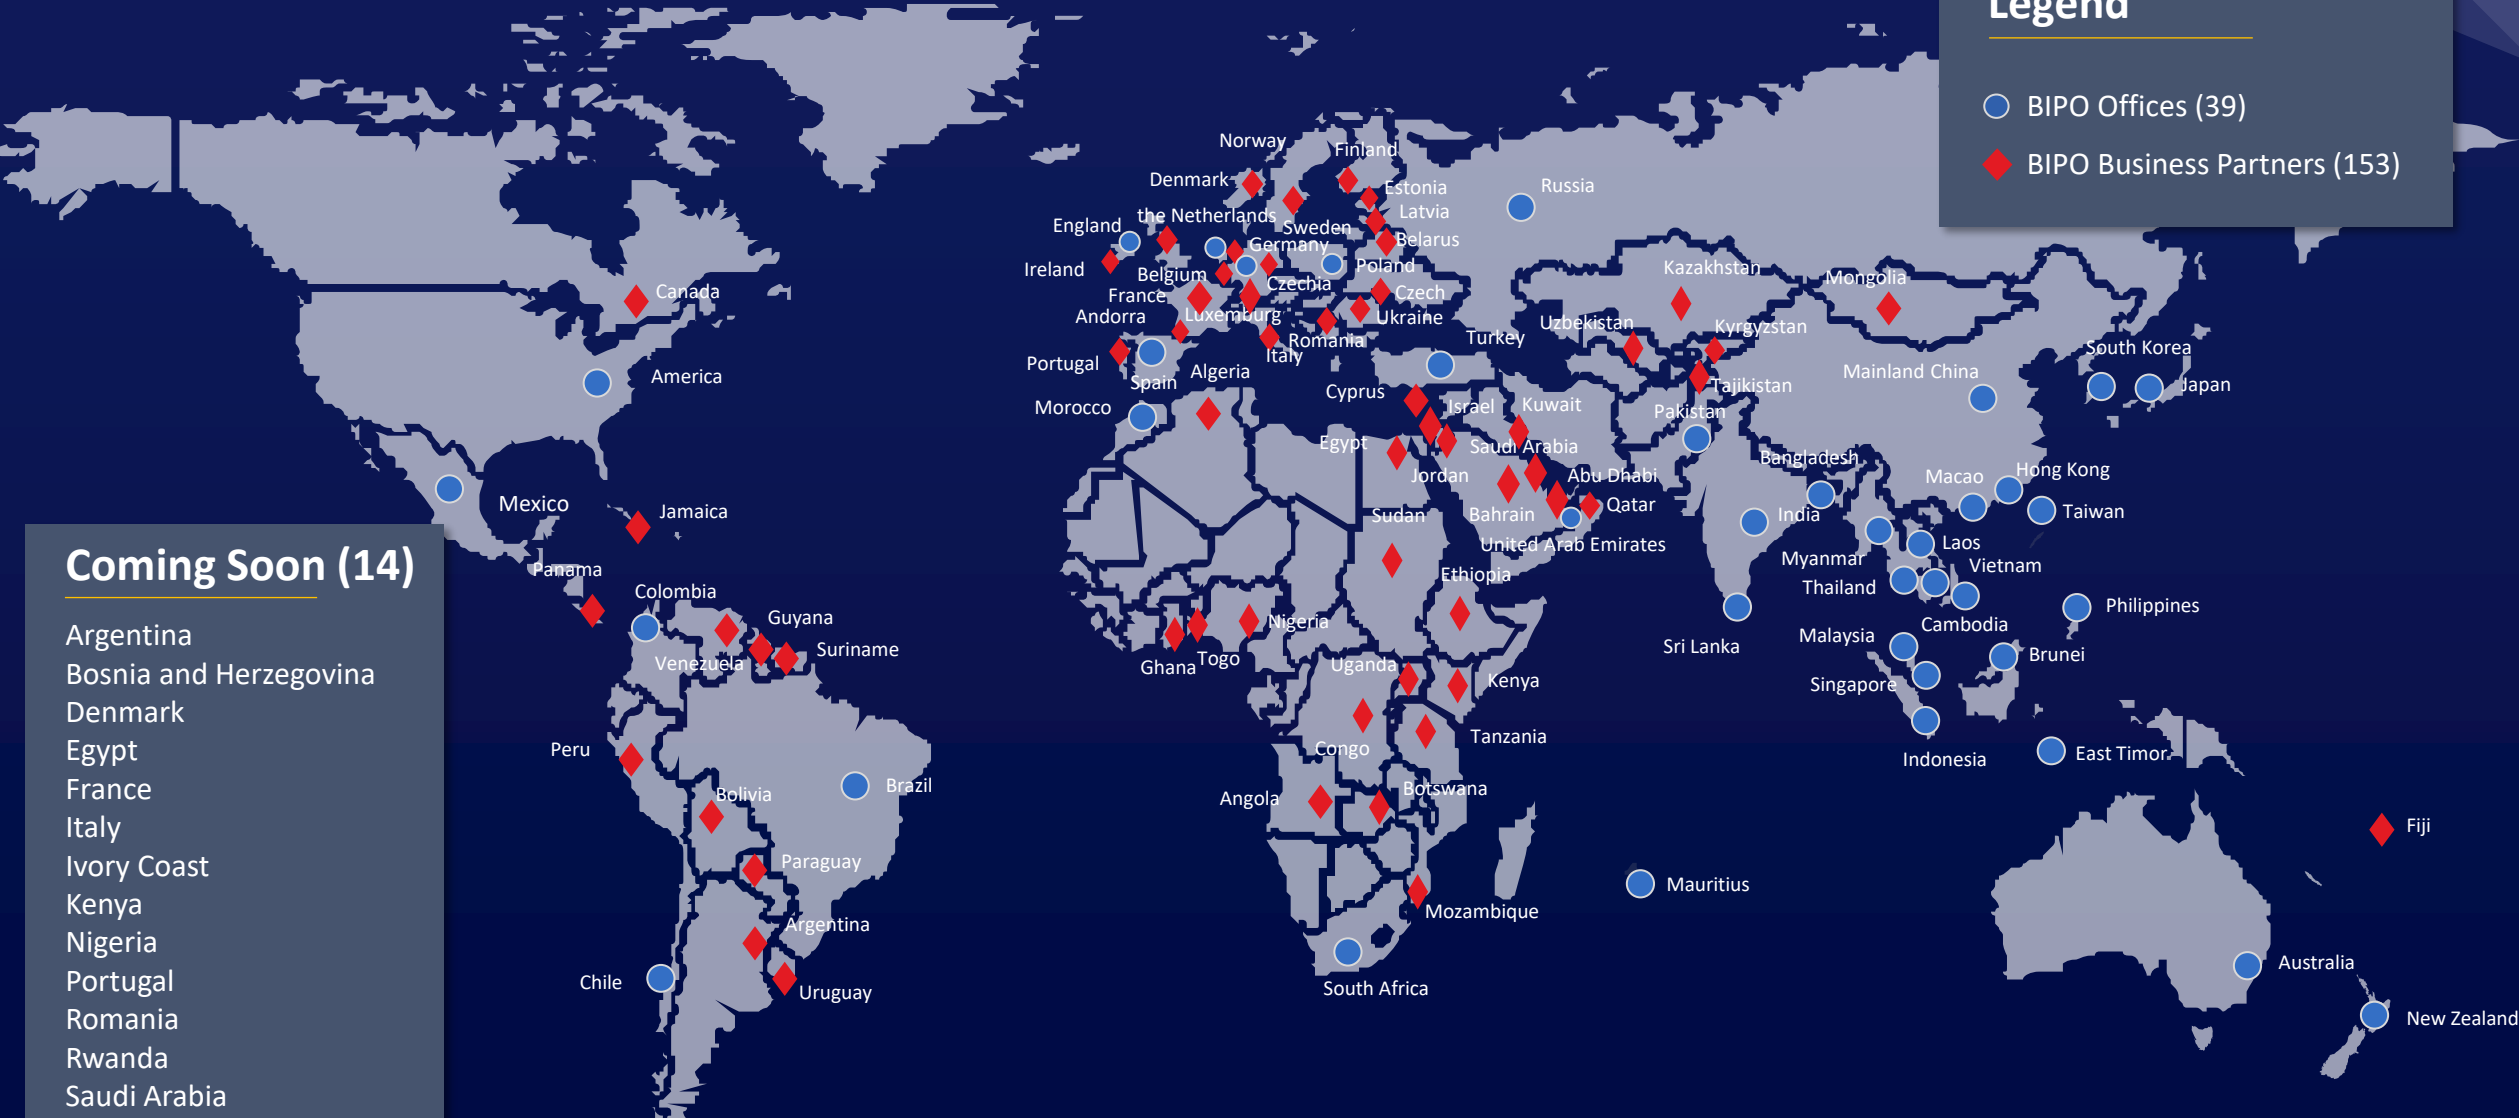 Legend
BIPO Offices (39)
BIPO Business Partners (153)
Norway
Finland
Denmark
Estonia
Russia
Latvia
the Netherlands
England
Sweden
Belarus
Germany
Ireland
Belgium
Poland
Kazakhstan
Mongolia
Czechia
Canada
France
Czech
Andorra
Luxemburg
Ukraine
Uzbekistan
Kyrgyzstan
Romania
Turkey
South Korea
Italy
Portugal
Algeria
Mainland China
America
Spain
Japan
Tajikistan
Cyprus
Morocco
Israel
Kuwait
Pakistan
Egypt
Saudi Arabia
Bangladesh
Hong Kong
Jordan
Abu Dhabi
Macao
Mexico
Qatar
Jamaica
Sudan
Bahrain
India
Taiwan
United Arab Emirates
Laos
Myanmar
Vietnam
Panama
Ethiopia
Thailand
Colombia
Philippines
Guyana
Nigeria
Cambodia
Malaysia
Suriname
Sri Lanka
Venezuela
Ghana
Togo
Uganda
Brunei
Kenya
Singapore
Peru
Congo
Tanzania
East Timor
Indonesia
Brazil
Bolivia
Angola
Botswana
Fiji
Paraguay
Mauritius
Mozambique
Argentina
Australia
Chile
Uruguay
South Africa
New Zealand
Coming Soon (14)
Argentina
Bosnia and Herzegovina
Denmark
Egypt
France
Italy
Ivory Coast
Kenya
Nigeria
Portugal
Romania
Rwanda
Saudi Arabia